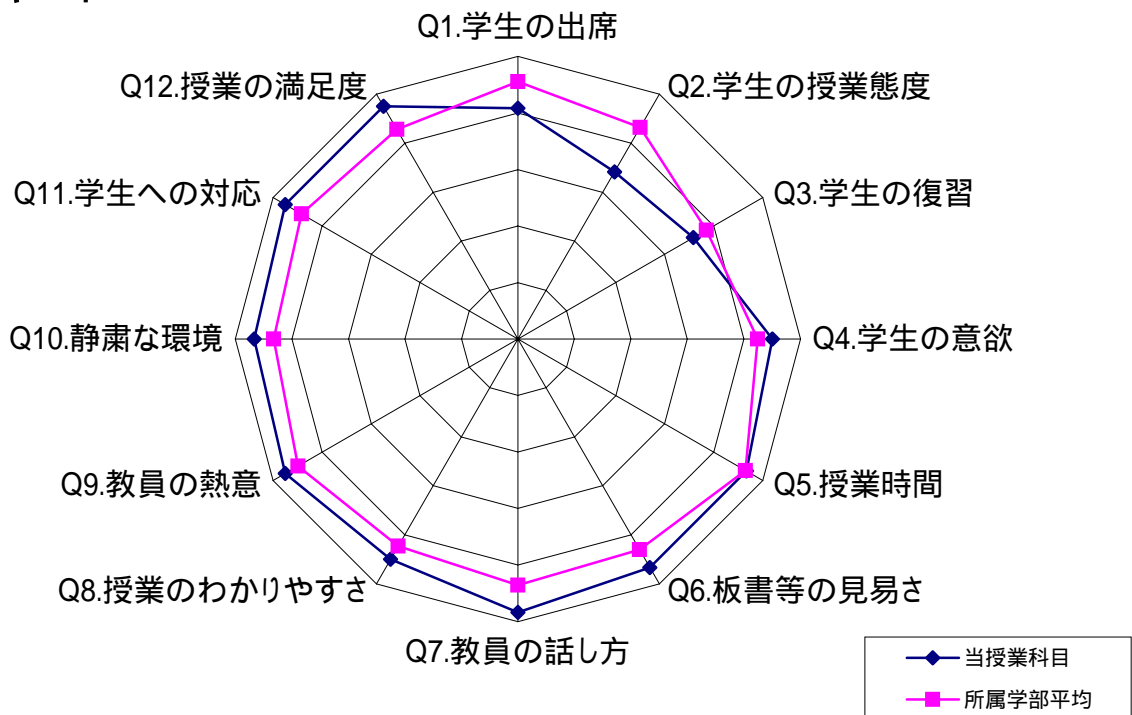 Q1.学生の出席
Q2.学生の授業態度
Q3.学生の復習
Q4.学生の意欲
Q5.授業時間
Q6.板書等の見易さ
Q7.教員の話し方
Q8.授業のわかりやすさ
Q9.教員の熱意
Q10.静粛な環境
Q11.学生への対応
Q12.授業の満足度
当授業科目
所属学部平均